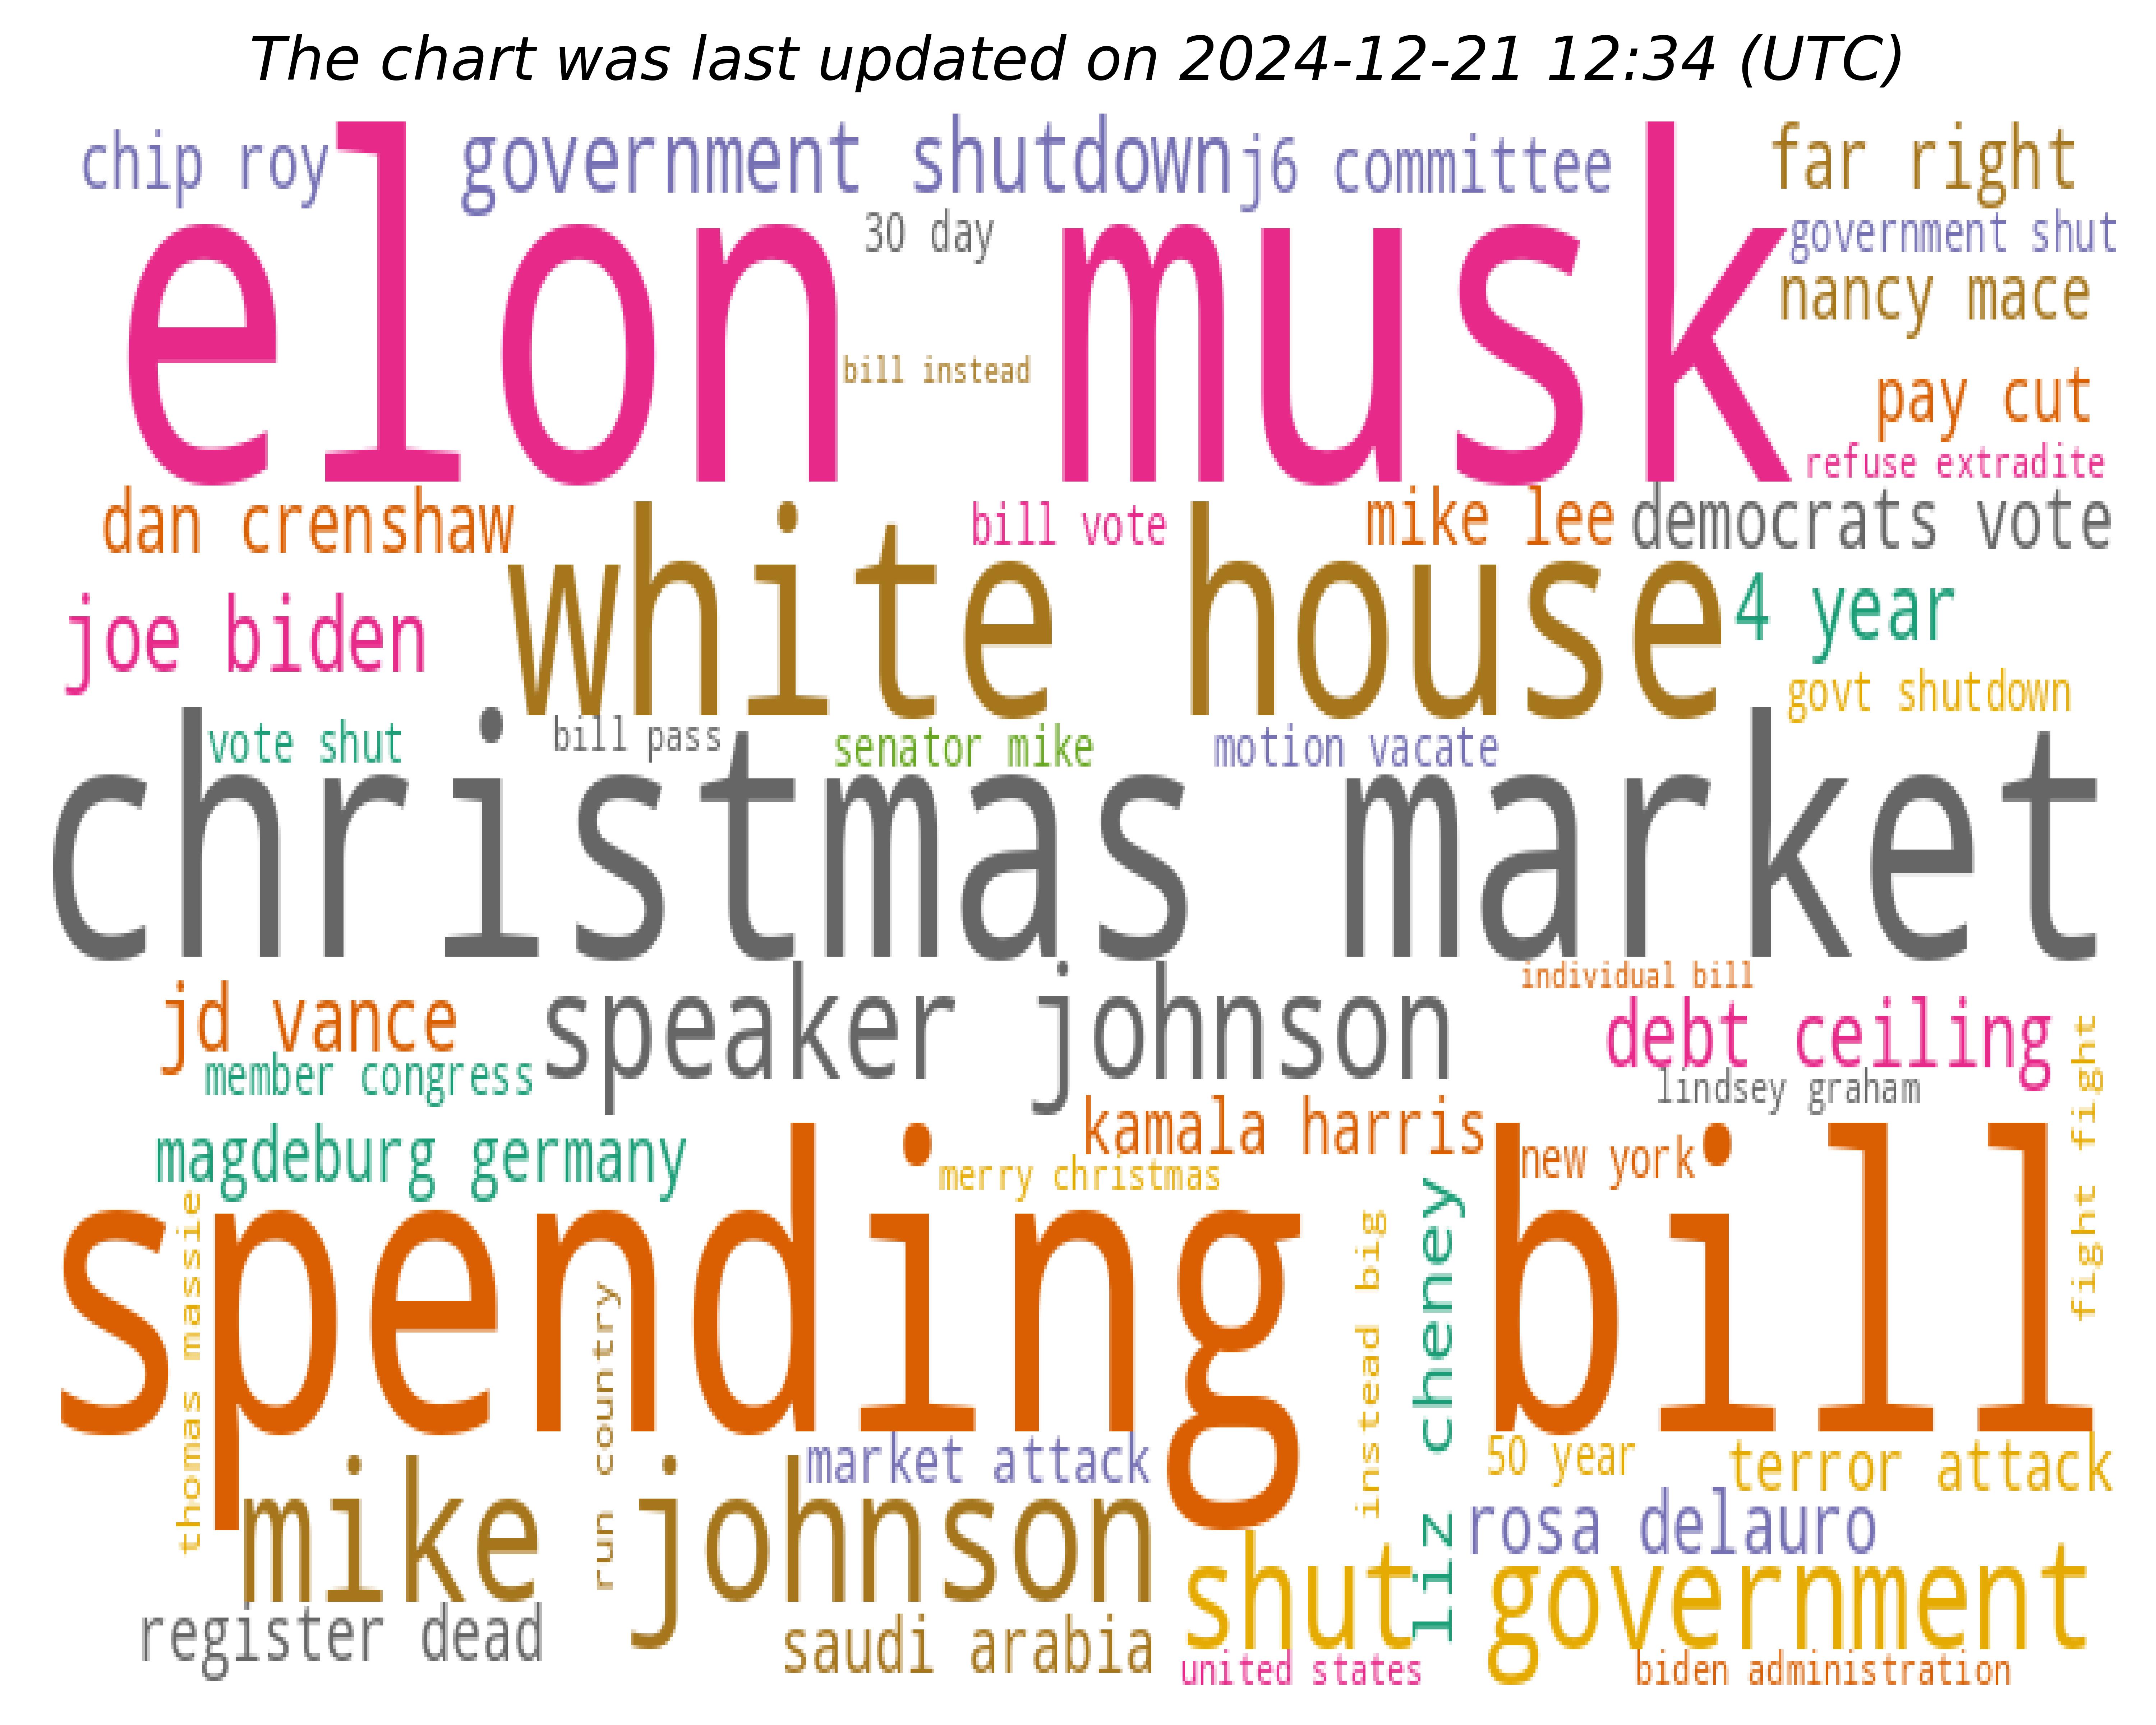 The chart was last updated on 2024-12-21 12:34 (UTC)
chip roy
government shutdown
j6 committee
far right
elon musk
30 day
government shut
nancy mace
bill instead
pay cut
refuse extradite
dan crenshaw
white house
bill vote
mike lee
democrats vote
joe biden
4 year
govt shutdown
vote shut
bill pass
senator mike
motion vacate
christmas market
jd vance
speaker johnson
individual bill
debt ceiling
member congress
lindsey graham
fight fight
magdeburg germany
kamala harris
new york
merry christmas
spending bill
thomas massie
run country
instead big
liz cheney
market attack
50 year
terror attack
mike johnson
rosa delauro
shut government
register dead
saudi arabia
united states
biden administration